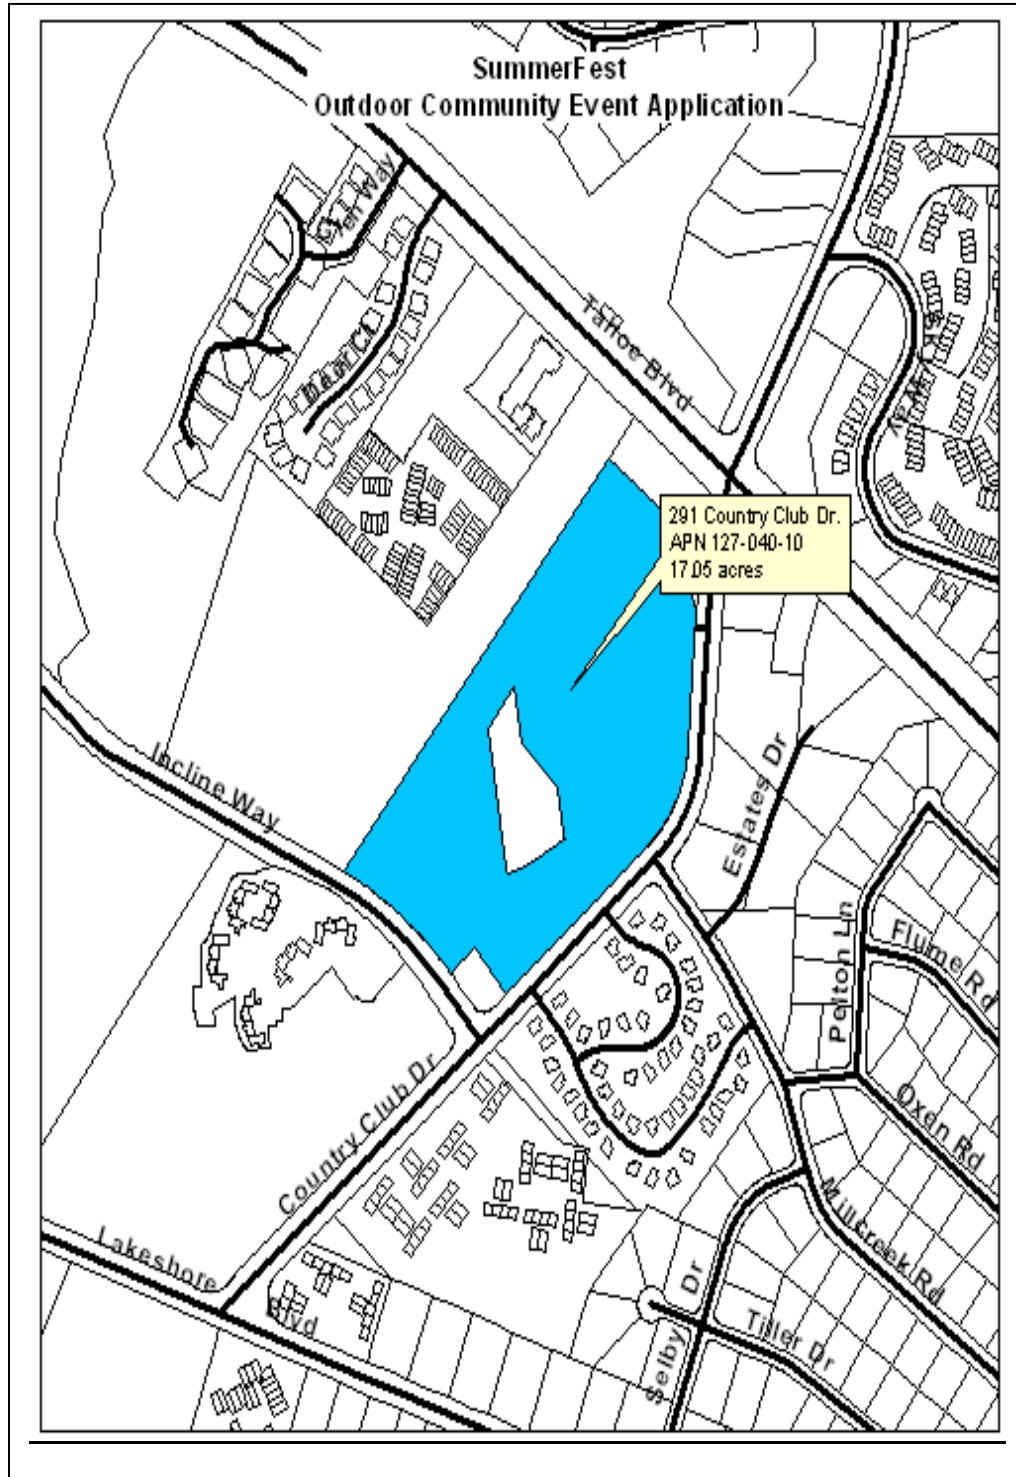 SummerFest
Outdoor Community Event Application
Tahoe Blvd
291 Country Club Dr.
APN 127-040-10
17.05 acres
Incline Way
Estates Dr
Pelton Ln
Flume Rd
Oxen Rd
Country Club Dr
Millcreek Rd
Lakeshore
Blvd
Selby Dr
Tiller Dr
Way
Ct